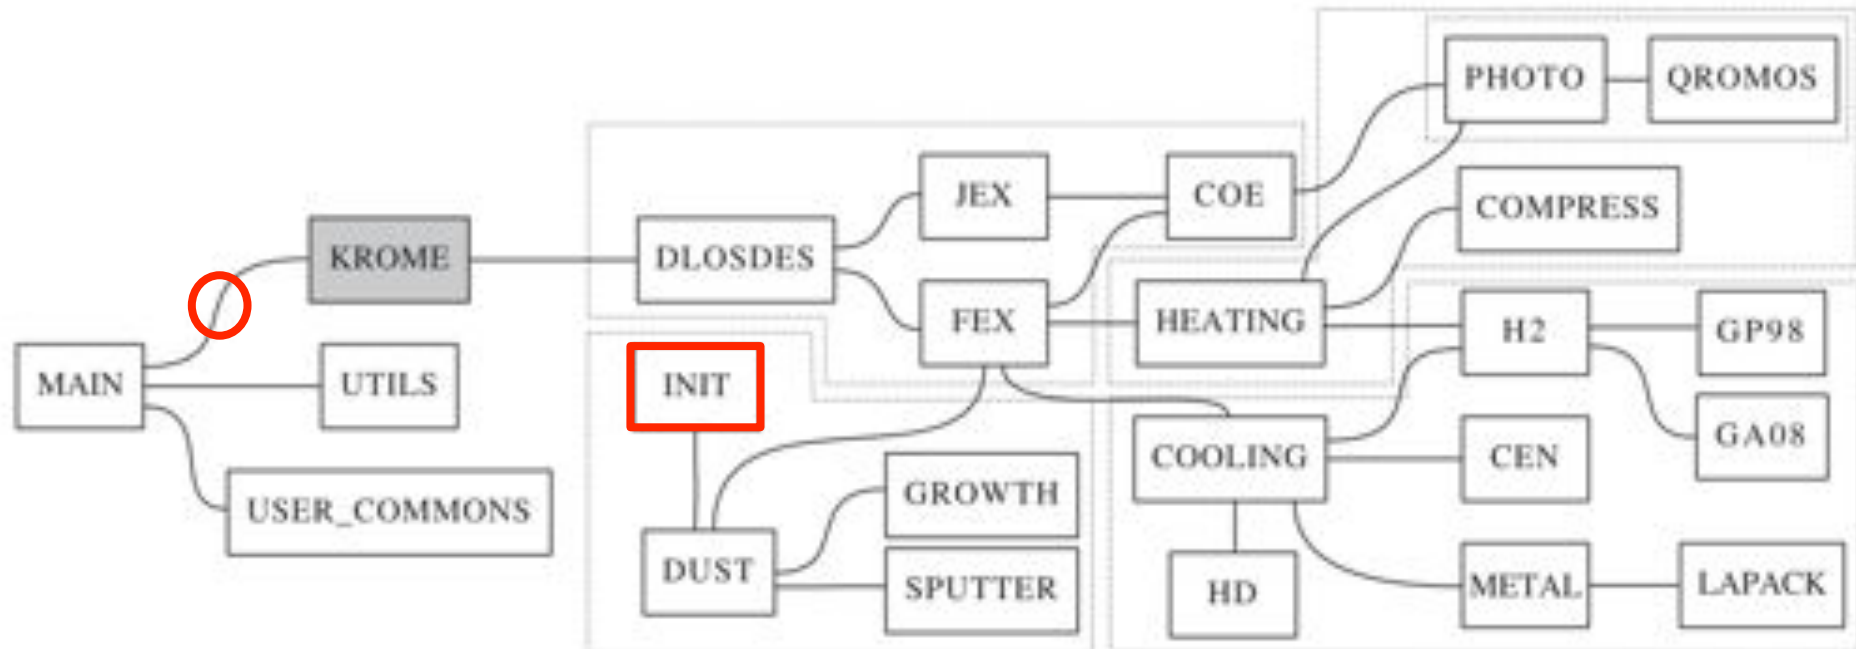 PHOTO
QROMOS
JEX
COE
COMPRESS
KROME
DLOSDES
FEX
HEATING
H2
GP98
MAIN
UTILS
INIT
GA08
COOLING
CEN
USER_COMMONS
GROWTH
DUST
SPUTTER
HD
METAL
LAPACK